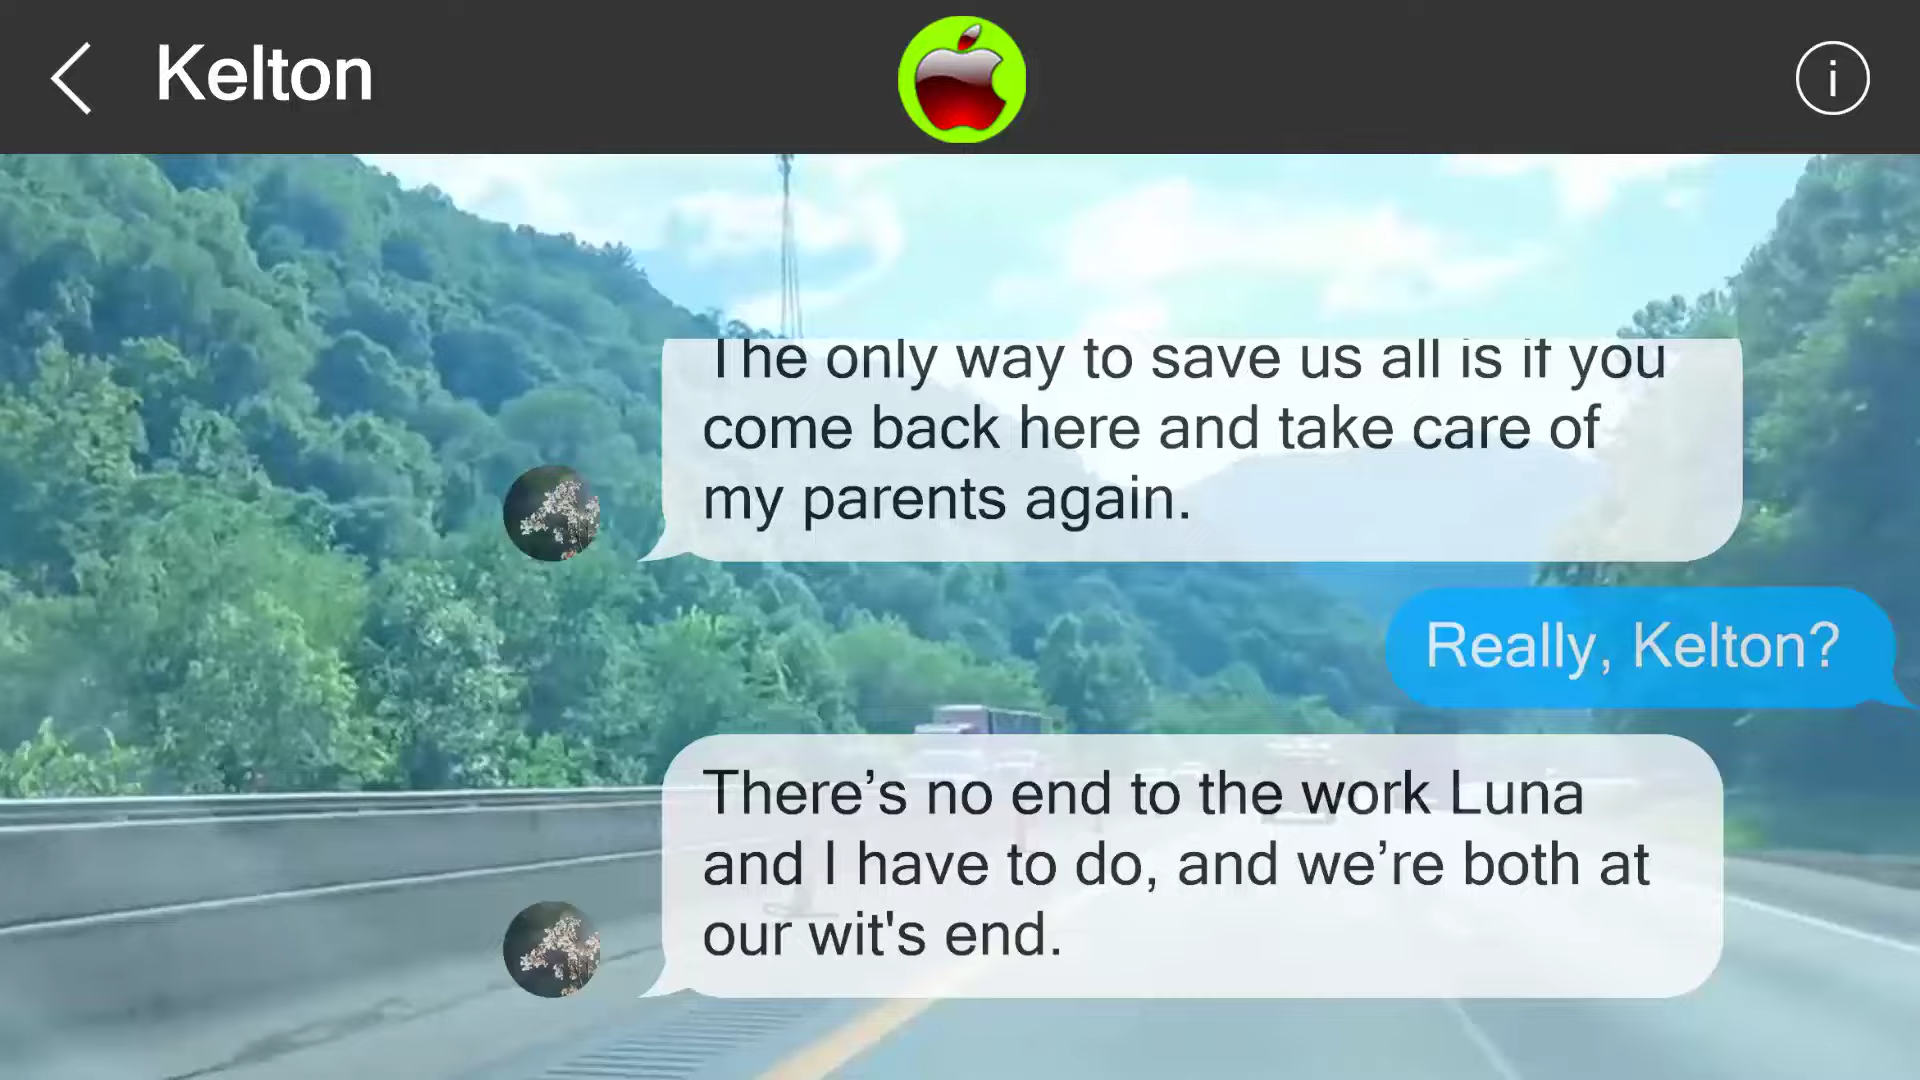 Kelton
i
The only way to save us all is if you
come back here and take care of
my parents again.
Really, Kelton?
There’s no end to the work Luna
and I have to do, and we’re both at
our wit's end.